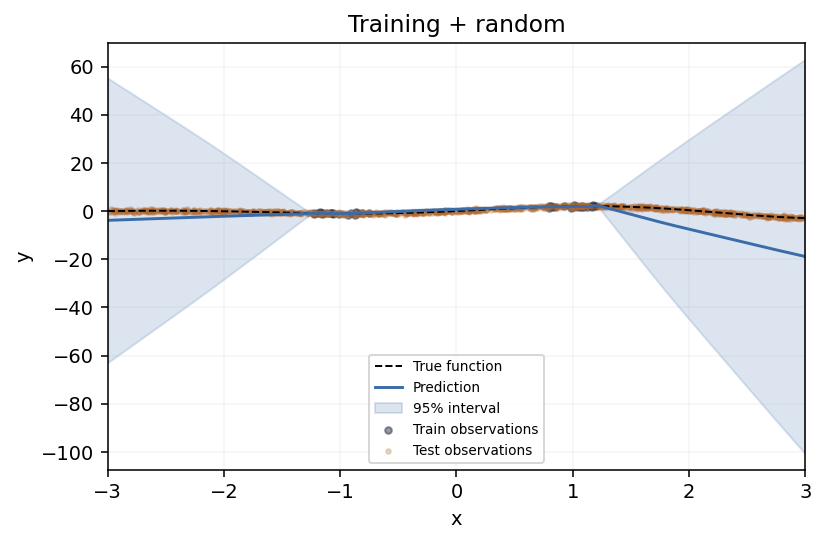 Training + random
60
40
20
0
−20
−40
−60
−80
−100
y
True function
Prediction
95% interval
Train observations
Test observations
−3 −2 −1 0 1 2 3
x